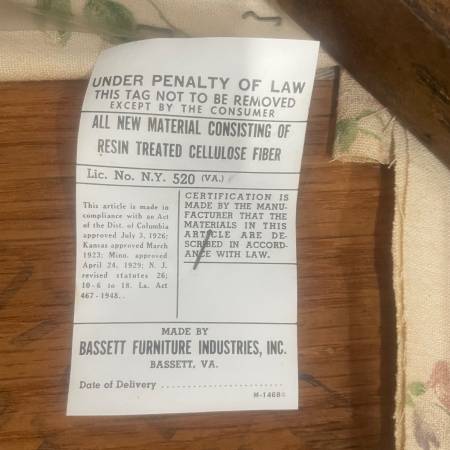 UNDER PENALTY OF LAW
THIS TAG NOT TO BE REMOVED
EXCEPT BY THE CONSUMER
ALL NEW MATERIAL CONSISTING OF
RESIN TREATED CELLULOSE FIBER
Lic. No. N.Y. 520 (VA.)
This article is made in
compliance with an Act
of the Dist. of Columbia
approved July 3, 1926;
Kansas approved March
1923; Minn. approved
April 24, 1929; N. J.
revised statutes 26;
10-6 to 18. La. Act
467-1948..
CERTIFICATION IS
MADE BY THE MANU-
FACTURER THAT THE
MATERIALS IN THIS
ARTICLE ARE DE-
SCRIBED IN ACCORD-
ANCE WITH LAW.
MADE BY
BASSETT FURNITURE INDUSTRIES, INC.
BASSETT, VA.
Date of Delivery ........................